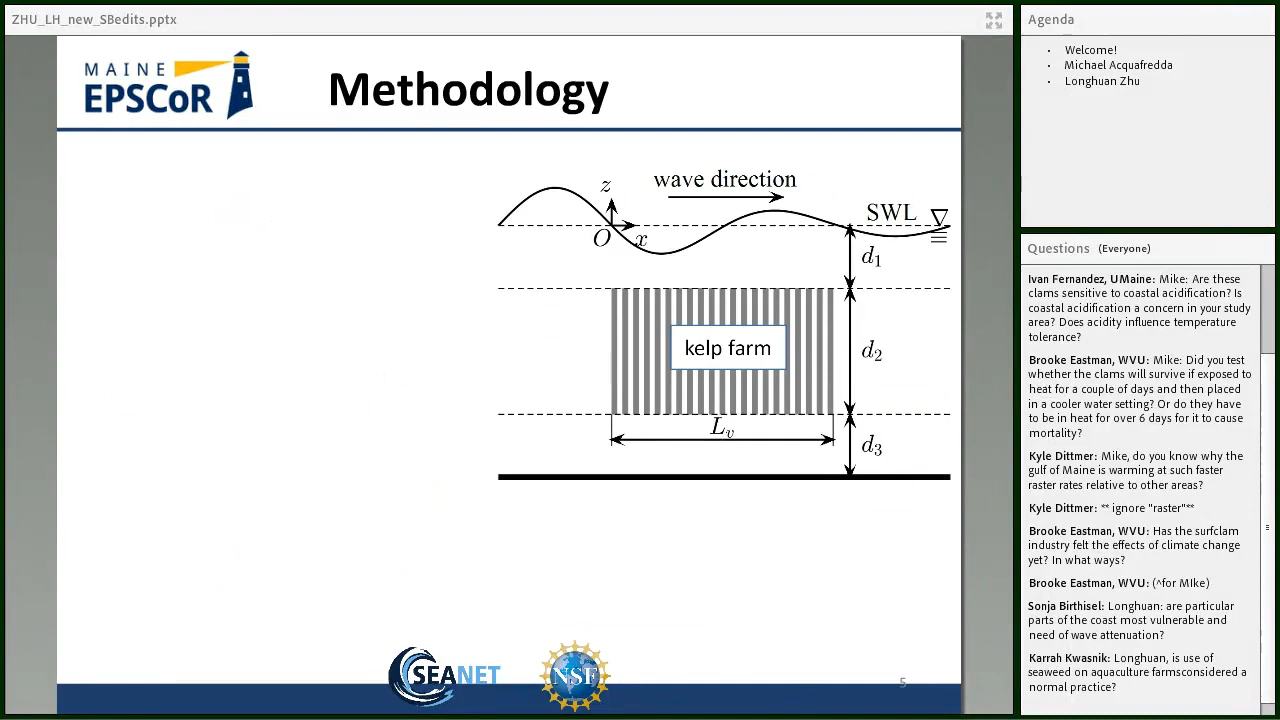 ZHU_LH_new_SBedits.pptx
MAINE
EPSCoR
Methodology
z
wave direction
SWL
O
x
d1
kelp farm
d2
Lv
d3
SEANET
NSF
5
Agenda
• Welcome!
• Michael Acquafredda
• Longhuan Zhu
Questions (Everyone)
Ivan Fernandez, UMaine: Mike: Are these
clams sensitive to coastal acidification? Is
coastal acidification a concern in your study
area? Does acidity influence temperature
tolerance?
Brooke Eastman, WVU: Mike: Did you test
whether the clams will survive if exposed to
heat for a couple of days and then placed
in a cooler water setting? Or do they have
to be in heat for over 6 days for it to cause
mortality?
Kyle Dittmer: Mike, do you know why the
gulf of Maine is warming at such faster
raster rates relative to other areas?
Kyle Dittmer: ** ignore "raster"**
Brooke Eastman, WVU: Has the surfclam
industry felt the effects of climate change
yet? In what ways?
Brooke Eastman, WVU: (^for MIke)
Sonja Birthisel: Longhuan: are particular
parts of the coast most vulnerable and
need of wave attenuation?
Karrah Kwasnik: Longhuan, is use of
seaweed on aquaculture farmsconsidered a
normal practice?